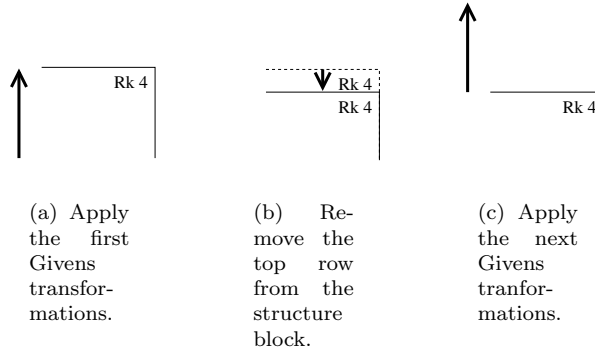 Rk 4
Rk 4
Rk 4
Rk 4
(a) Apply
the first
Givens
transfor-
mations.
(b) Re-
move the
top row
from the
structure
block.
(c) Apply
the next
Givens
tranfor-
mations.